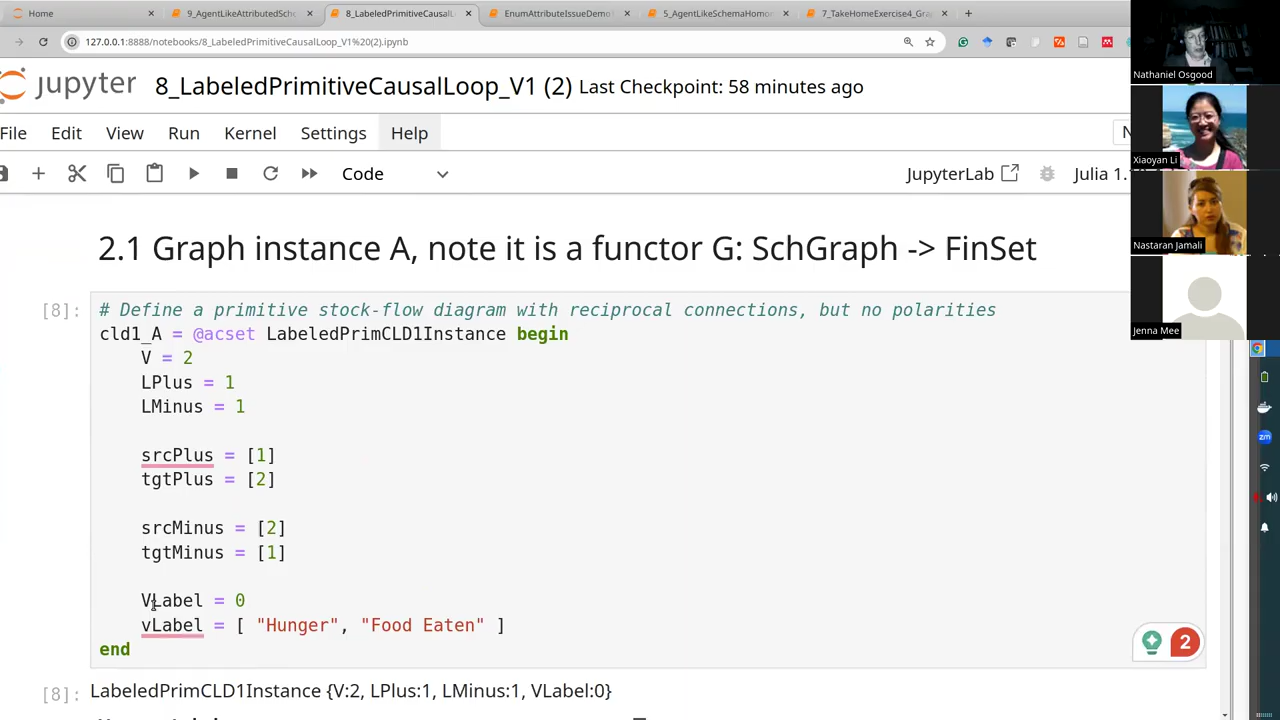 Home
9_AgentLikeAttributedSch
8_LabeledPrimitiveCausalL
EnumAttributeIssueDemo
5_AgentLikeSchemaHomor
7_TakeHomeExercise4_Gra
127.0.0.1:8888/notebooks/8_LabeledPrimitiveCausalLoop_V1%20(2).ipynb
jupyter 8_LabeledPrimitiveCausalLoop_V1 (2) Last Checkpoint: 58 minutes ago
File Edit View Run Kernel Settings Help
Code JupyterLab Julia 1.
2.1 Graph instance A, note it is a functor G: SchGraph -> FinSet
[8]: # Define a primitive stock-flow diagram with reciprocal connections, but no polarities
cld1_A = @acset LabeledPrimCLD1Instance begin
V = 2
LPlus = 1
LMinus = 1
srcPlus = [1]
tgtPlus = [2]
srcMinus = [2]
tgtMinus = [1]
VLabel = 0
vLabel = [ "Hunger", "Food Eaten" ]
end
2
[8]: LabeledPrimCLD1Instance {V:2, LPlus:1, LMinus:1, VLabel:0}
Nathaniel Osgood
Xiaoyan Li
Nastaran Jamali
Jenna Mee
zm